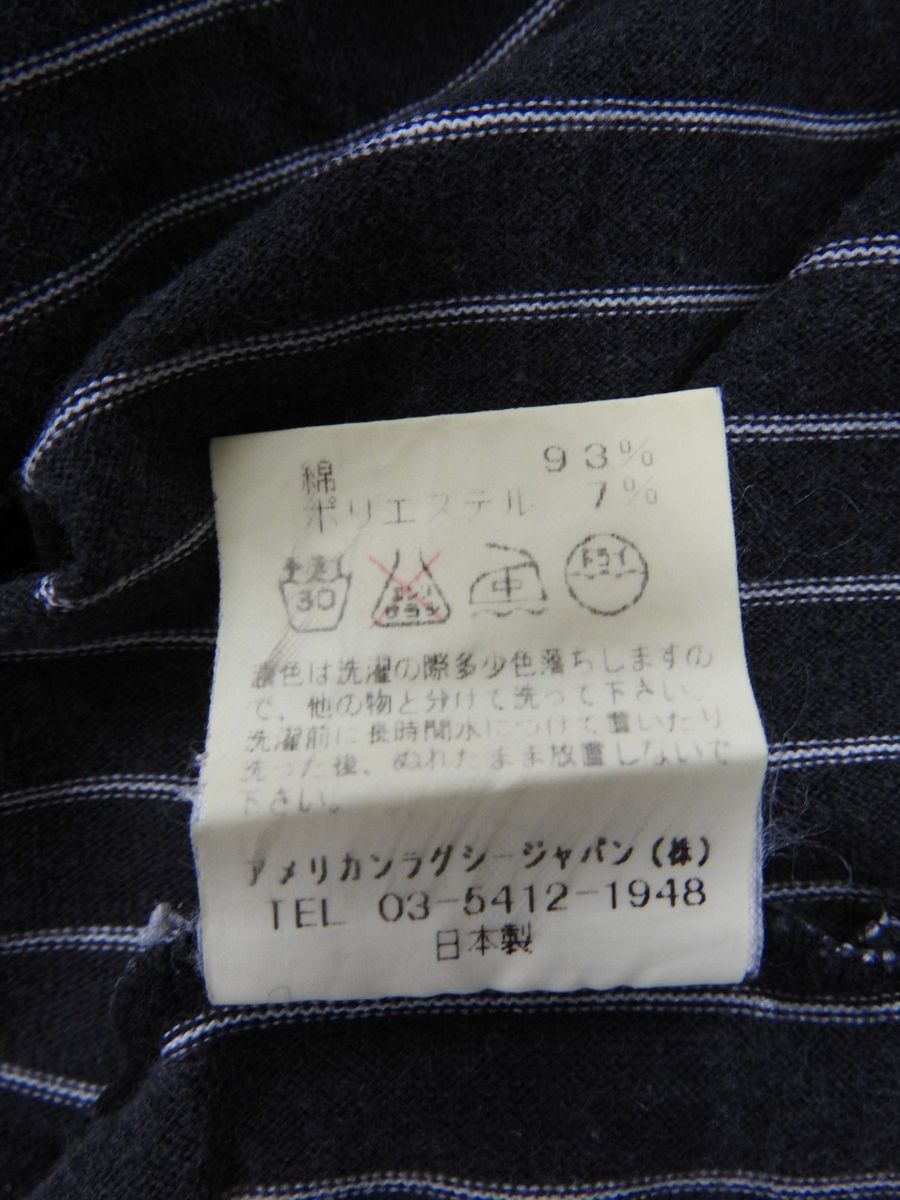 綿 93%
ポリエステル 7%
手洗イ 30 エンソ サラシ 中 ドライ
濃色は洗濯の際多少色落ちしますの
で、他の物と分けて洗って下さい。
洗濯前に長時間水につけて置いたり
洗った後、ぬれたまま放置しないで
下さい。
アメリカンラグシージャパン(株)
TEL 03-5412-1948
日本製